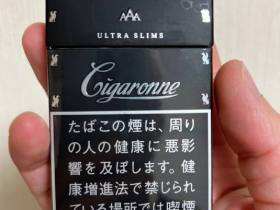 AAA
ULTRA SLIMS
Cigaronne
たばこの煙は、周り
の人の健康に悪影
響を及ぼします。健
康増進法で禁じられ
ている場所では喫煙